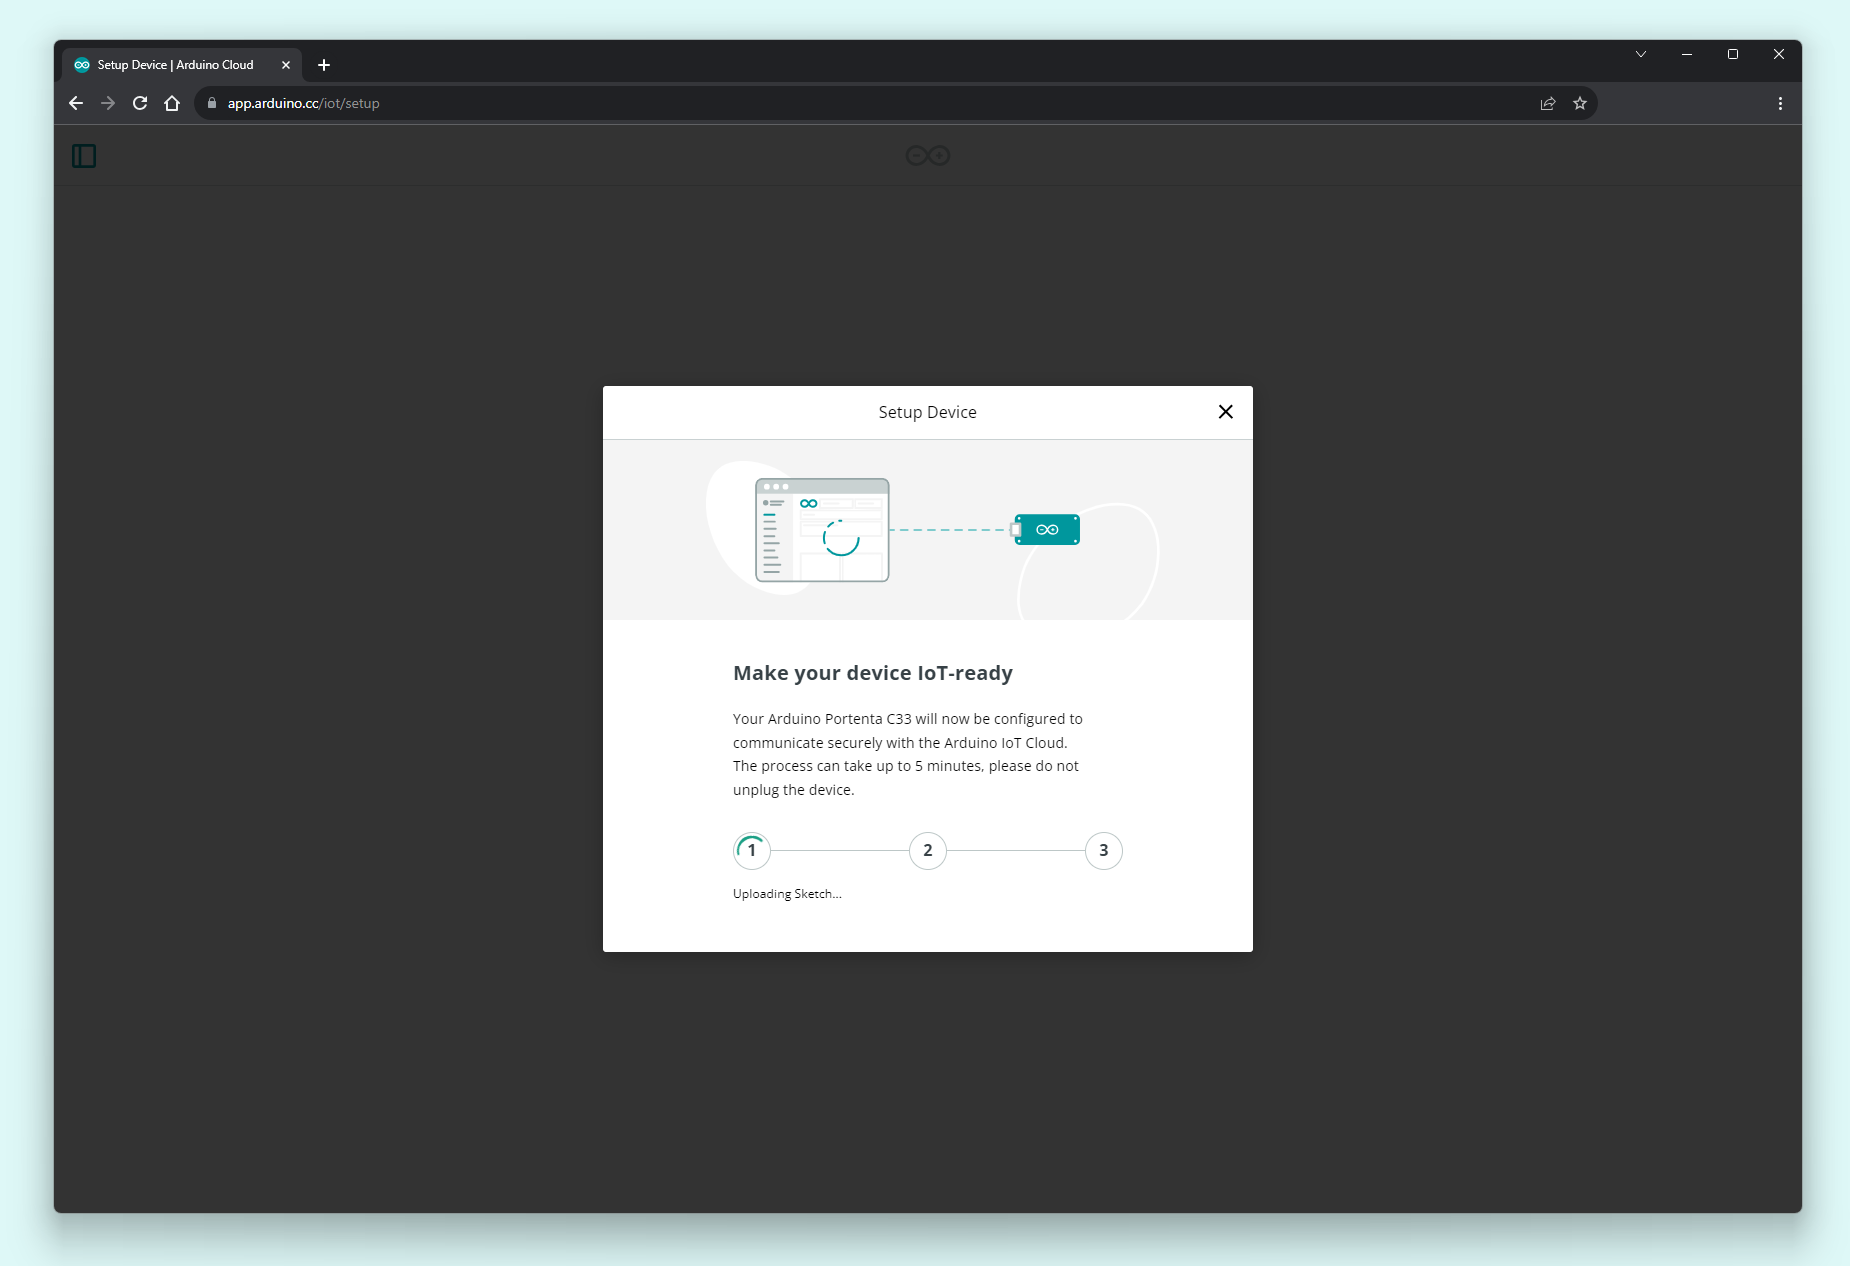 Setup Device | Arduino Cloud
app.arduino.cc/iot/setup
Setup Device
Make your device IoT-ready
Your Arduino Portenta C33 will now be configured to
communicate securely with the Arduino IoT Cloud.
The process can take up to 5 minutes, please do not
unplug the device.
1 2 3
Uploading Sketch...